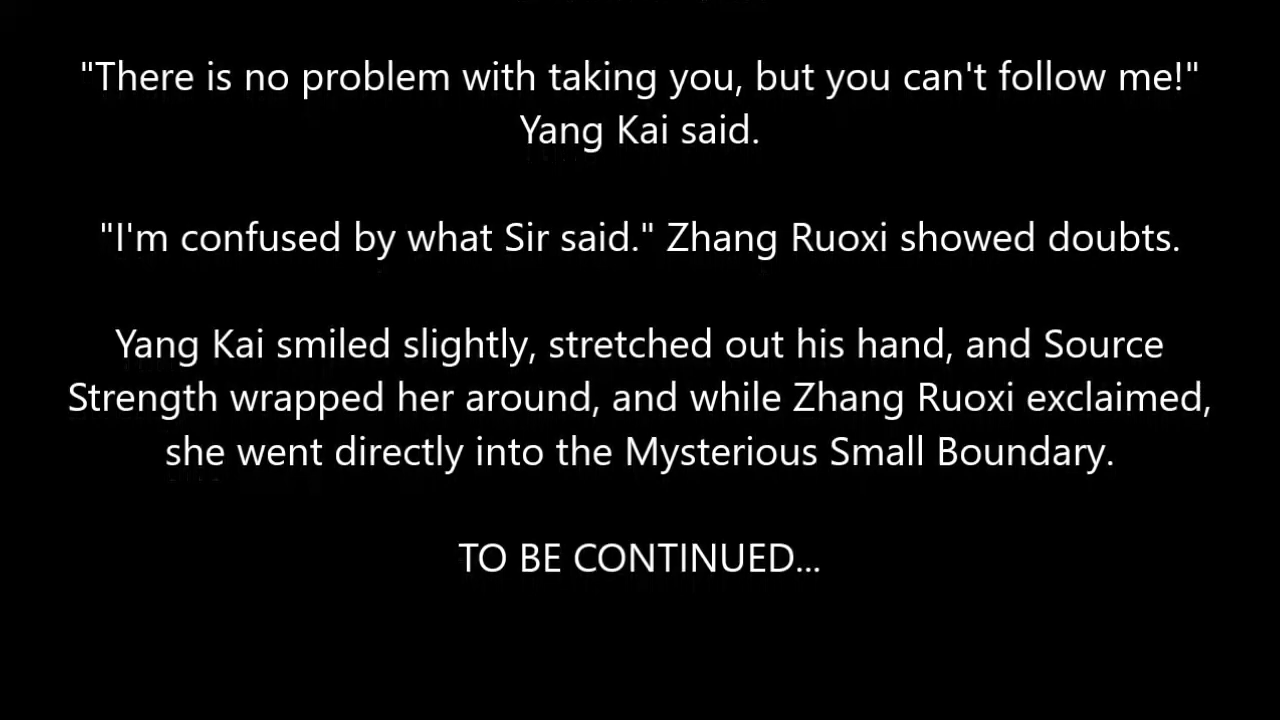 "There is no problem with taking you, but you can't follow me!"
Yang Kai said.
"I'm confused by what Sir said." Zhang Ruoxi showed doubts.
Yang Kai smiled slightly, stretched out his hand, and Source
Strength wrapped her around, and while Zhang Ruoxi exclaimed,
she went directly into the Mysterious Small Boundary.
TO BE CONTINUED...